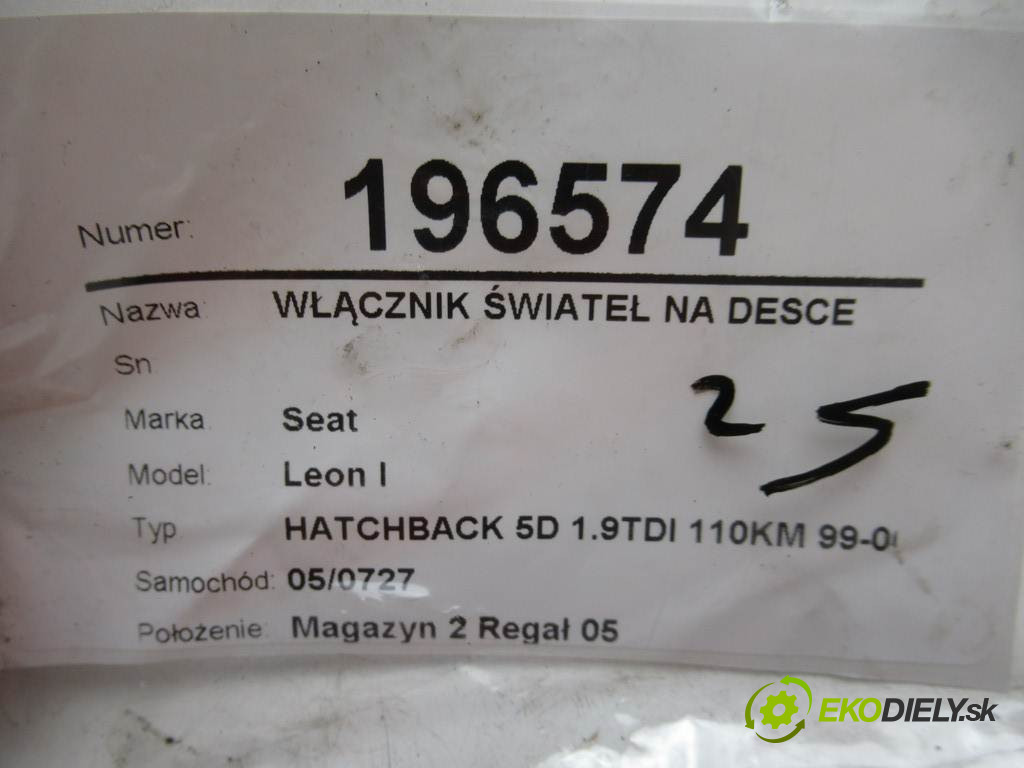 Numer: 196574
Nazwa: WŁĄCZNIK ŚWIATEŁ NA DESCE
Sn
Marka Seat
Model: Leon I
Typ HATCHBACK 5D 1.9TDI 110KM 99-0
Samochód: 05/0727
Położenie: Magazyn 2 Regał 05
25
EKODIELY.sk